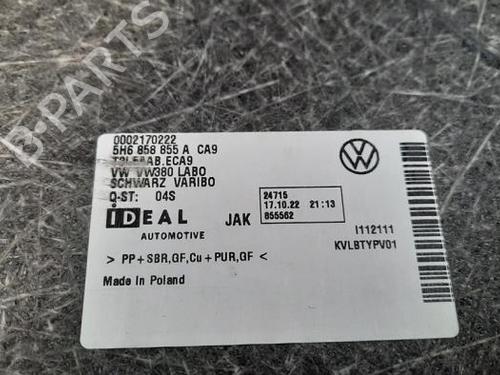 0002170222
5H6 858 855 A CA9
VW VW380 LABO
SCHWARZ VARIBO
Q-ST: 04S
IDEAL
AUTOMOTIVE
JAK
24715
17.10.22 21:13
855562
I112111
KVLBTYPV01
> PP+SBR,GF,Cu+PUR,GF <
Made in Poland
B-PARTS